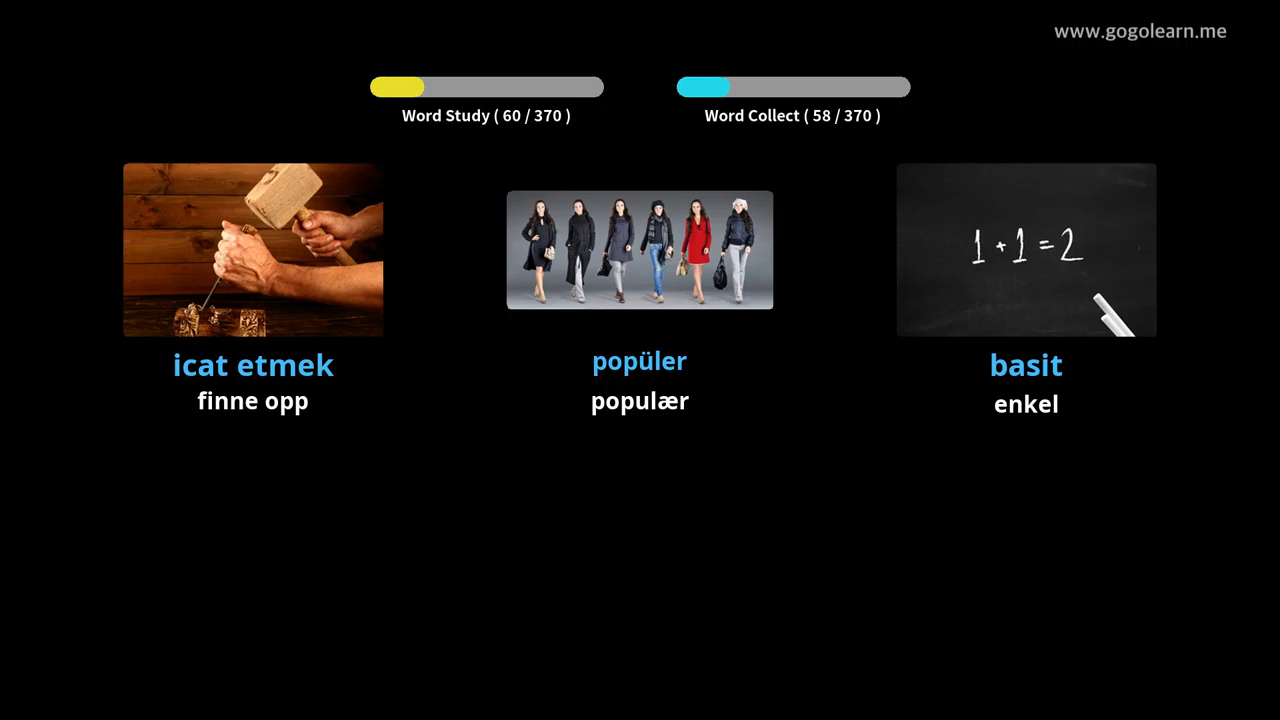 www.gogolearn.me
Word Study ( 60 / 370 )
Word Collect ( 58 / 370 )
1 + 1 = 2
icat etmek
finne opp
popüler
populær
basit
enkel